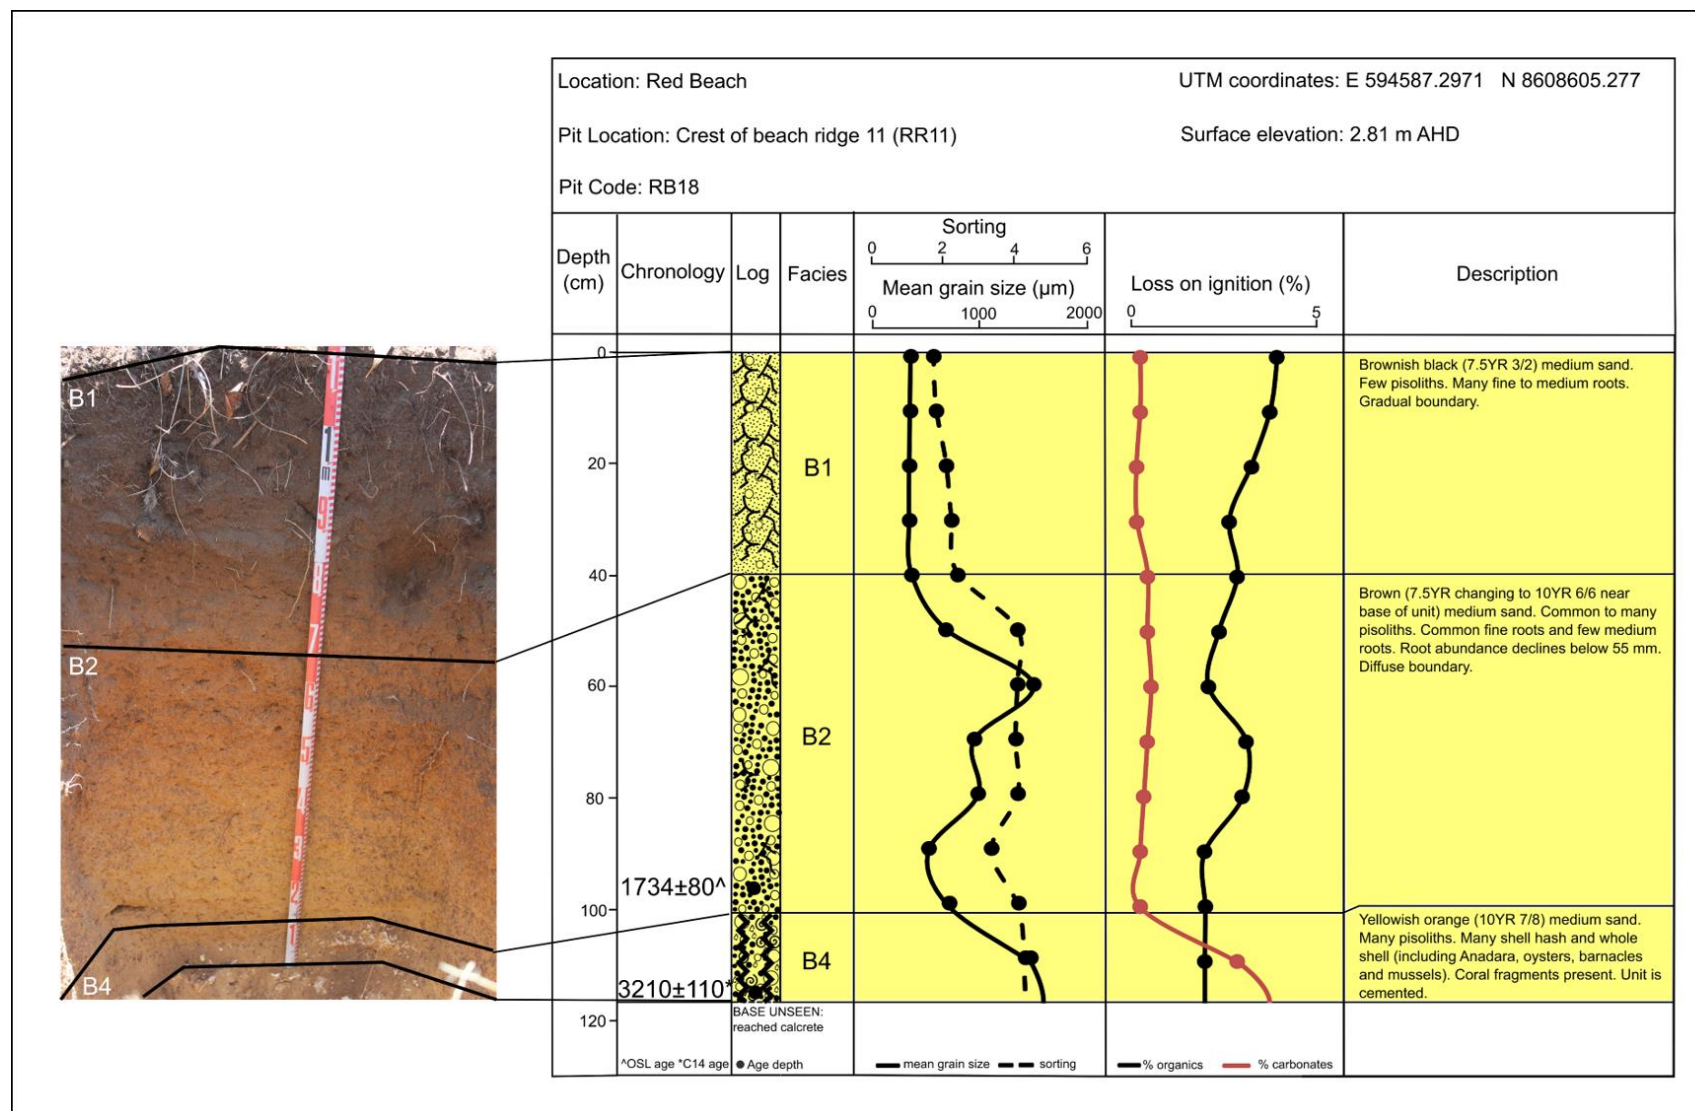 Location: Red Beach
UTM coordinates: E 594587.2971 N 8608605.277
Pit Location: Crest of beach ridge 11 (RR11)
Surface elevation: 2.81 m AHD
Pit Code: RB18
Depth
(cm)
Chronology
Log
Facies
Sorting
0 2 4 6
Mean grain size (µm)
0 1000 2000
Loss on ignition (%)
0 5
Description
B1
B2
B4
1
9
8
7
0
20
40
60
80
100
120
1734±80^
3210±110*
B1
B2
B4
Brownish black (7.5YR 3/2) medium sand.
Few pisoliths. Many fine to medium roots.
Gradual boundary.
Brown (7.5YR changing to 10YR 6/6 near
base of unit) medium sand. Common to many
pisoliths. Common fine roots and few medium
roots. Root abundance declines below 55 mm.
Diffuse boundary.
Yellowish orange (10YR 7/8) medium sand.
Many pisoliths. Many shell hash and whole
shell (including Anadara, oysters, barnacles
and mussels). Coral fragments present. Unit is
cemented.
BASE UNSEEN:
reached calcrete
^OSL age *C14 age
Age depth
mean grain size
sorting
% organics
% carbonates